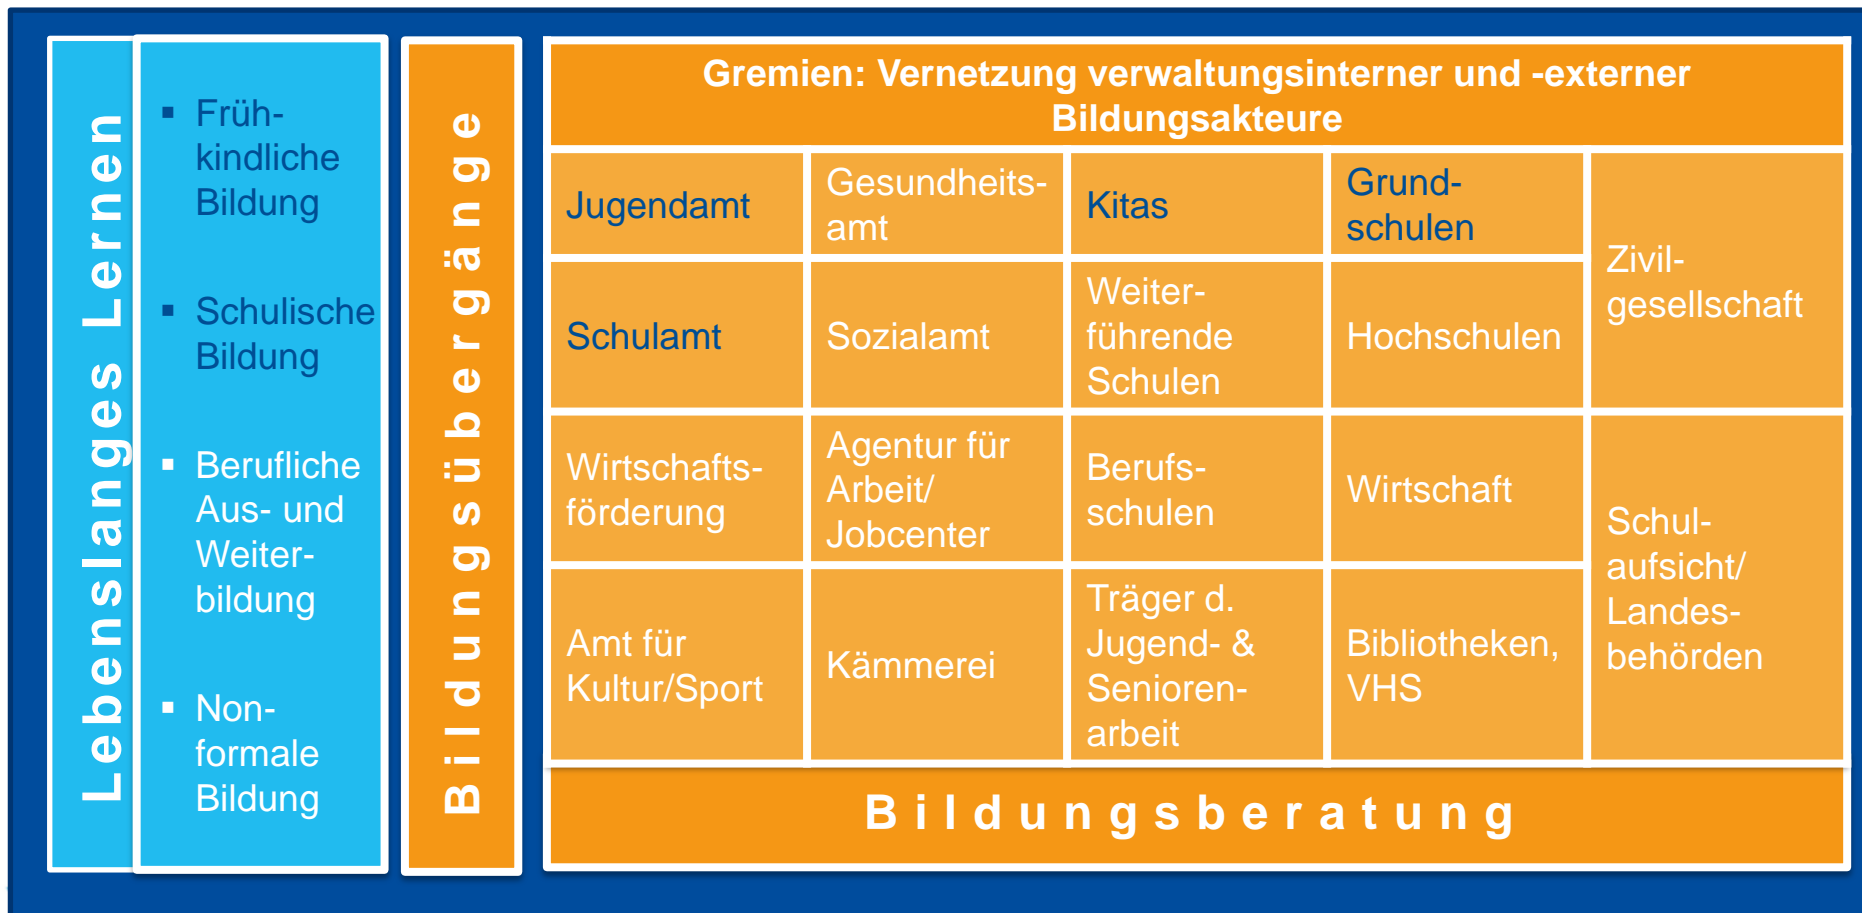 Lebenslanges Lernen
▪ Früh-
kindliche
Bildung
▪ Schulische
Bildung
▪ Berufliche
Aus- und
Weiter-
bildung
▪ Non-
formale
Bildung
Bildungsübergänge
Gremien: Vernetzung verwaltungsinterner und -externer
Bildungsakteure
Jugendamt
Gesundheits-
amt
Kitas
Grund-
schulen
Zivil-
gesellschaft
Schulamt
Sozialamt
Weiter-
führende
Schulen
Hochschulen
Wirtschafts-
förderung
Agentur für
Arbeit/
Jobcenter
Berufs-
schulen
Wirtschaft
Schul-
aufsicht/
Landes-
behörden
Amt für
Kultur/Sport
Kämmerei
Träger d.
Jugend- &
Senioren-
arbeit
Bibliotheken,
VHS
Bildungsberatung